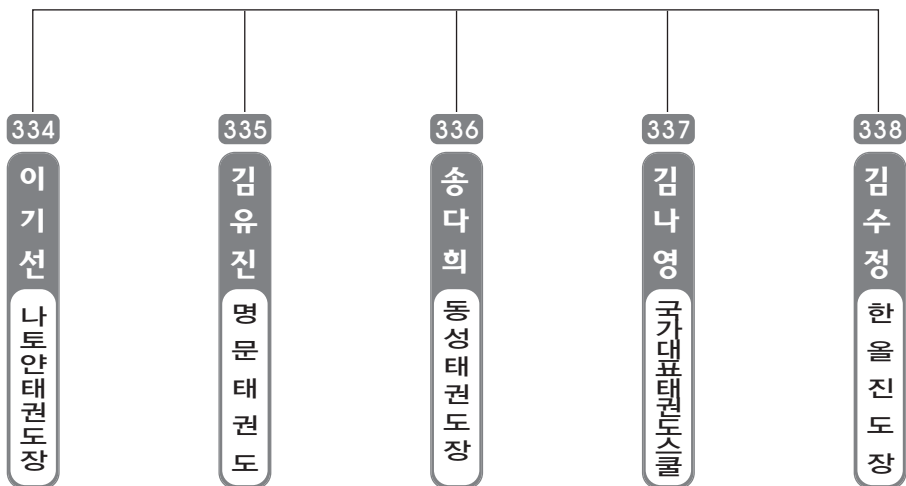 334
이기선
나토얀태권도장
335
김유진
명문태권도
336
송다희
동성태권도장
337
김나영
국가대표태권도스쿨
338
김수정
한올진도장